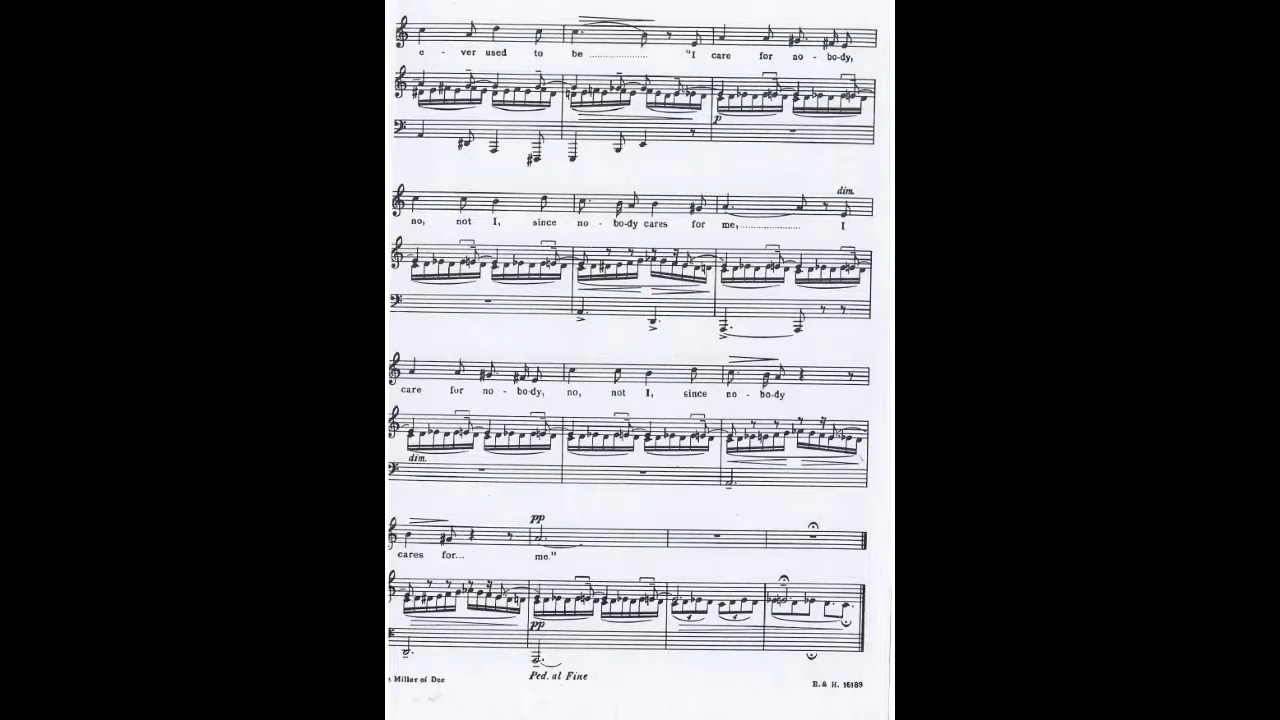 e - ver used to be .................... "I care for no - bo-dy,
p
dim.
no, not I, since no - bo-dy cares for me,..................... I
care for no - bo-dy, no, not I, since no - bo-dy
dim.
pp
cares for... me."
pp
Ped. al Fine
Miller of Dee B. & H. 16189